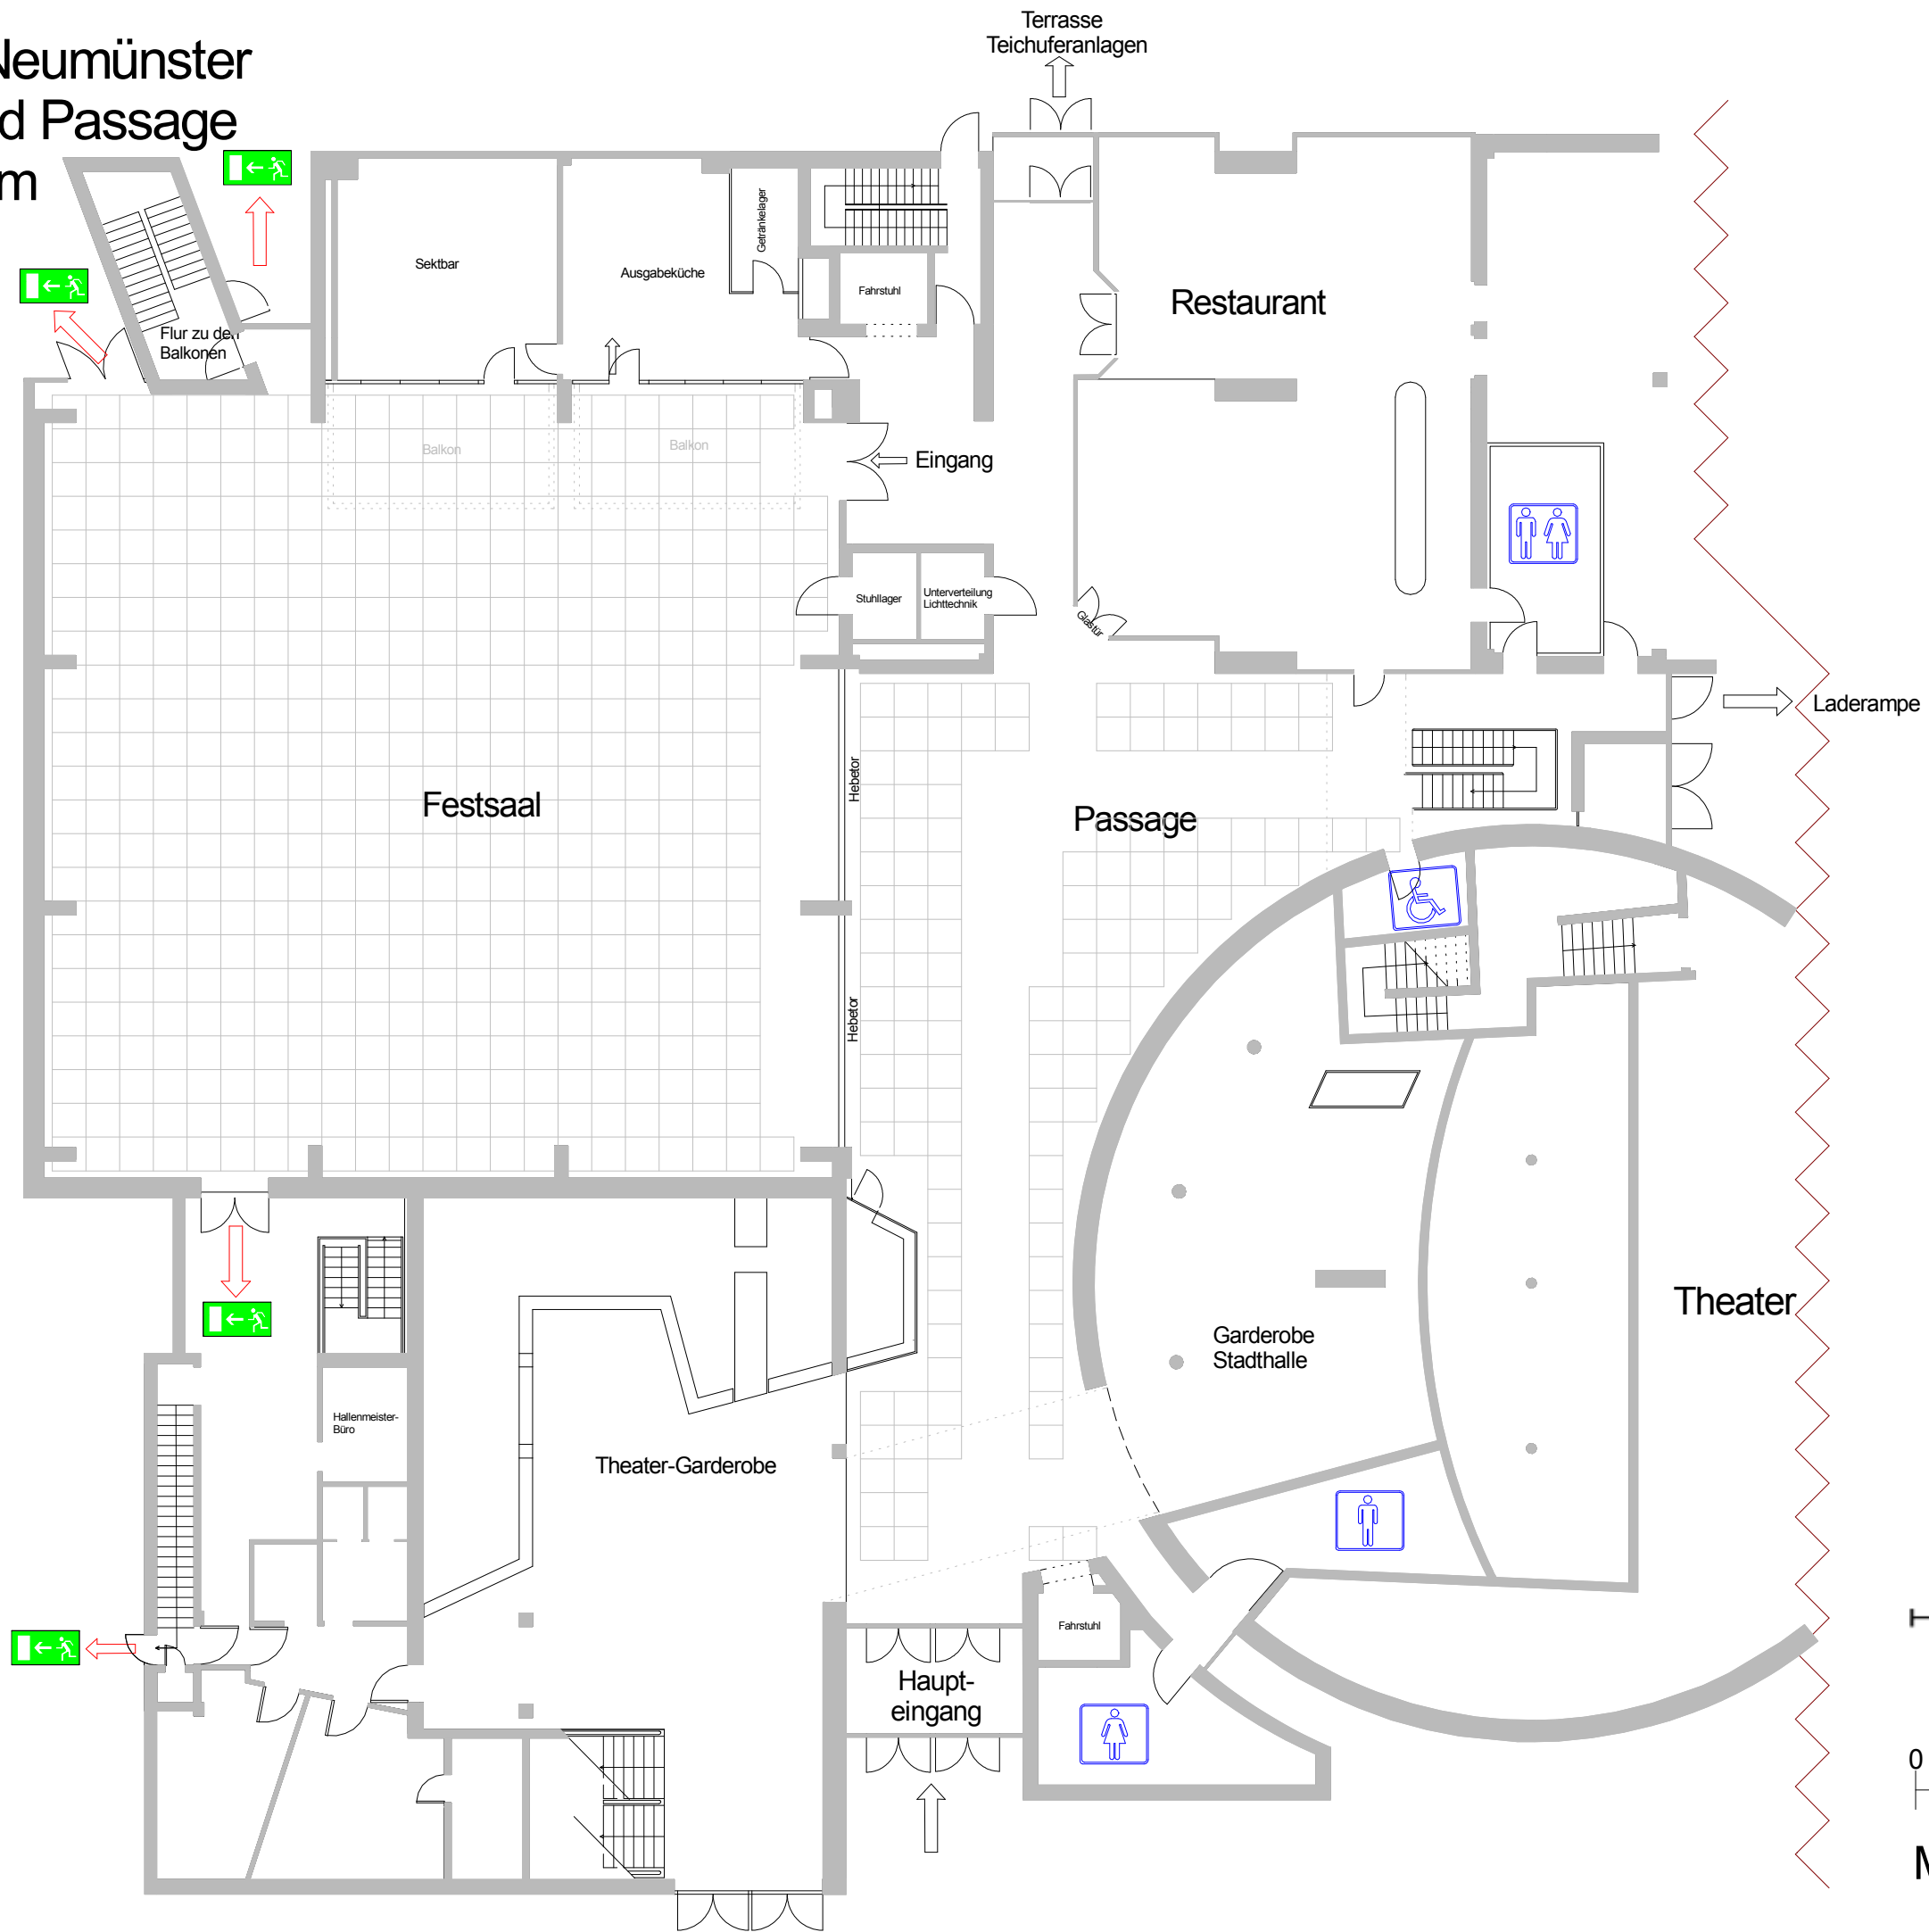 Neumünster
d Passage
m
Terrasse
Teichuferanlagen
Sektbar
Ausgabeküche
Getränkelager
Fahrstuhl
Restaurant
Flur zu den
Balkonen
Balkon
Balkon
Eingang
Stuhllager
Unterverteilung
Lichttechnik
Glastür
Laderampe
Hebetor
Festsaal
Passage
Hebetor
Theater
Garderobe
Stadthalle
Hallenmeister-
Büro
Theater-Garderobe
Fahrstuhl
Haupt-
eingang
0
M